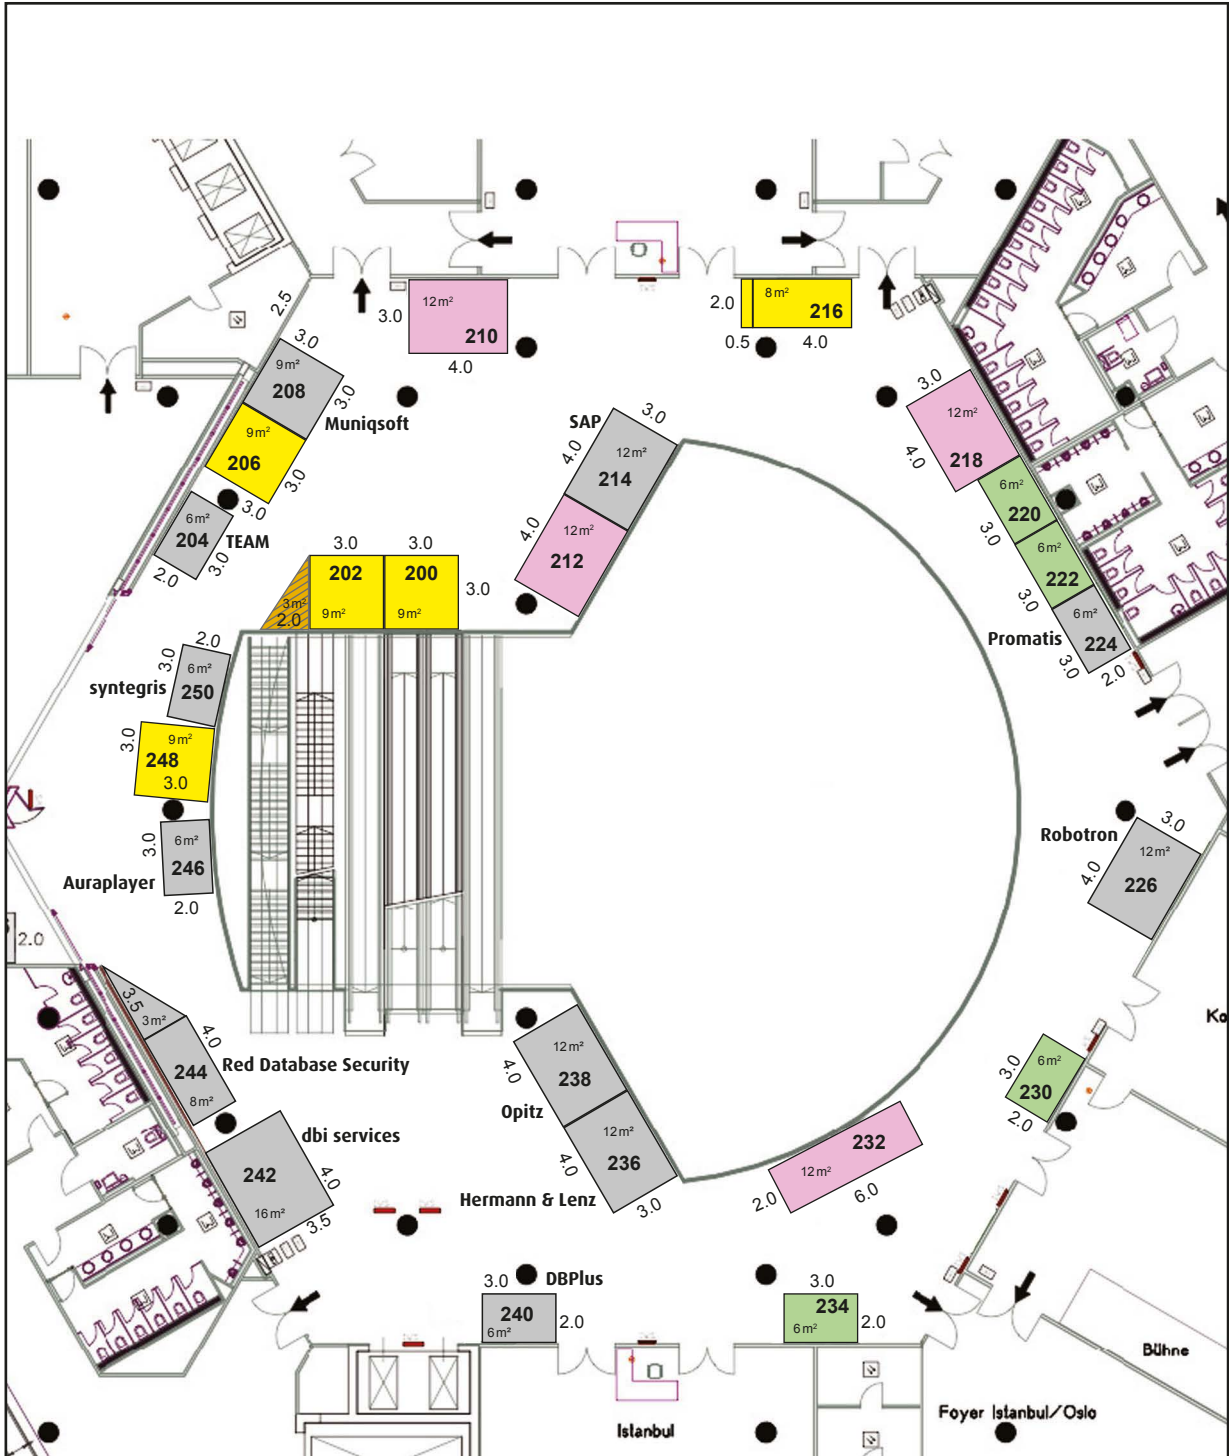 2.5
3.0
9m²
208
3.0
Muniqsoft
9m²
206
3.0
3.0
6m²
204
TEAM
2.0
3.0
12m²
3.0
210
4.0
8m²
2.0
216
0.5
4.0
SAP
3.0
4.0
12m²
214
4.0
12m²
212
3.0
12m²
4.0
218
6m²
220
3.0
6m²
222
3.0
6m²
Promatis
224
3.0
2.0
3.0
3.0
202
200
3.0
3m²
2.0
9m²
9m²
2.0
3.0
6m²
syntegris
250
3.0
9m²
248
3.0
3.0
6m²
246
Auraplayer
2.0
2.0
3.0
Robotron
12m²
4.0
226
3.5
3m²
4.0
244
Red Database Security
8m²
dbi services
242
4.0
16m²
3.5
12m²
4.0
238
Opitz
12m²
4.0
236
Hermann & Lenz
3.0
232
12m²
2.0
6.0
Ko
3.0
6m²
230
2.0
3.0
DBPlus
240
6m²
2.0
3.0
234
6m²
2.0
Bühne
Istanbul
Foyer Istanbul/Oslo